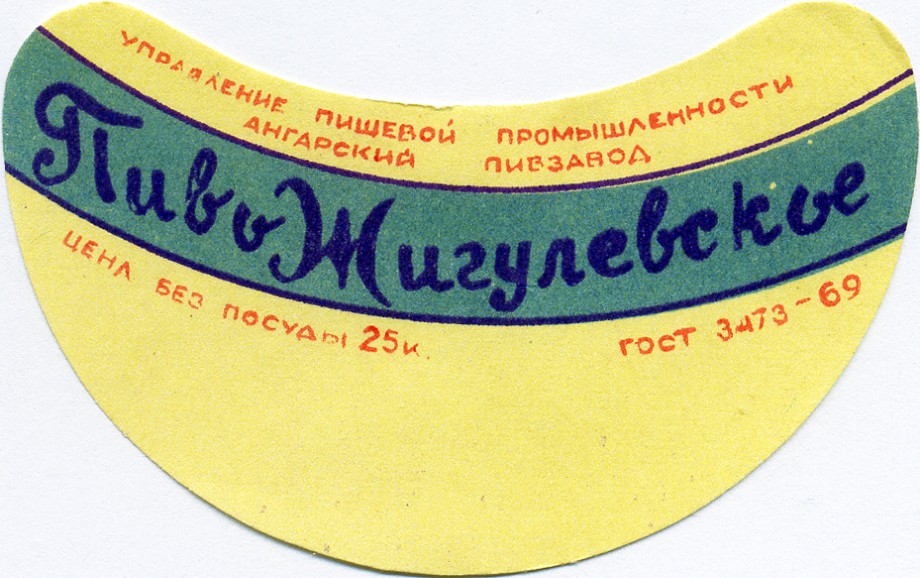 УПРАВЛЕНИЕ ПИЩЕВОЙ ПРОМЫШЛЕННОСТИ
АНГАРСКИЙ ПИВЗАВОД
Пиво Жигулевское
ЦЕНА БЕЗ ПОСУДЫ 25к.
ГОСТ 3473-69